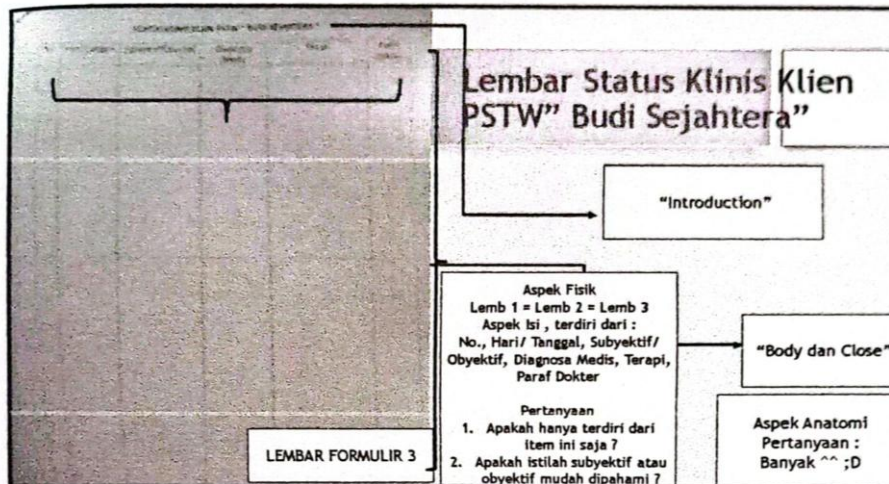 Lembar Status Klinis Klien
PSTW” Budi Sejahtera”
“Introduction”
Aspek Fisik
Lemb 1 = Lemb 2 = Lemb 3
Aspek Isi , terdiri dari :
No., Hari/ Tanggal, Subyektif/
Obyektif, Diagnosa Medis, Terapi,
Paraf Dokter
Pertanyaan
1. Apakah hanya terdiri dari
item ini saja ?
2. Apakah istilah subyektif atau
obyektif mudah dipahami ?
“Body dan Close”
Aspek Anatomi
Pertanyaan :
Banyak ^^ ;D
LEMBAR FORMULIR 3